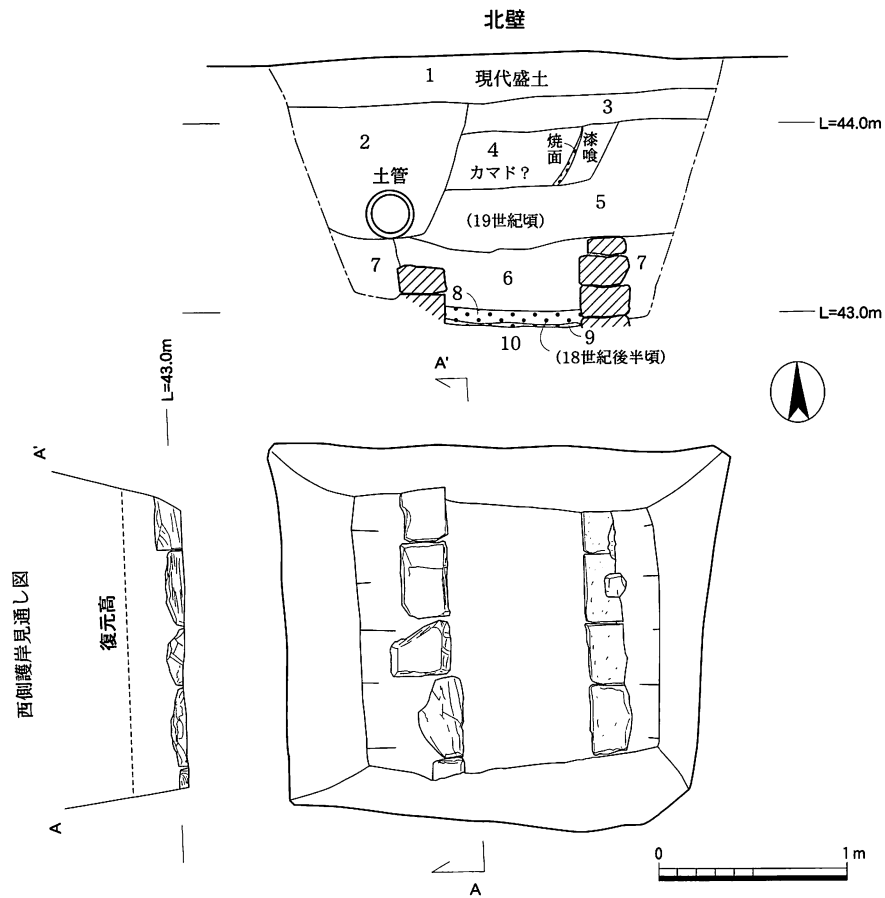 北壁
1 現代盛土
3
L=44.0m
2
4
焼面
漆喰
カマド？
土管
5
(19世紀頃)
7
6
7
8
9
L=43.0m
10
(18世紀後半頃)
A'
L=43.0m
A'
西側護岸見通し図
復元高
A
A
0 1m